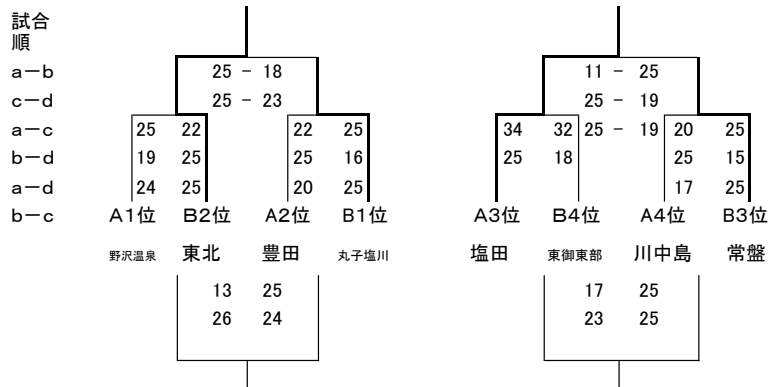 試合
順
a－b 25 - 18 11 - 25
c－d 25 - 23 25 - 19
a－c 25 22 22 25 34 32 25 - 19 20 25
b－d 19 25 25 16 25 18 25 15
a－d 24 25 20 25 17 25
b－c A1位 B2位 A2位 B1位 A3位 B4位 A4位 B3位
野沢温泉 東北 豊田 丸子塩川 塩田 東御東部 川中島 常盤
13 25 17 25
26 24 23 25